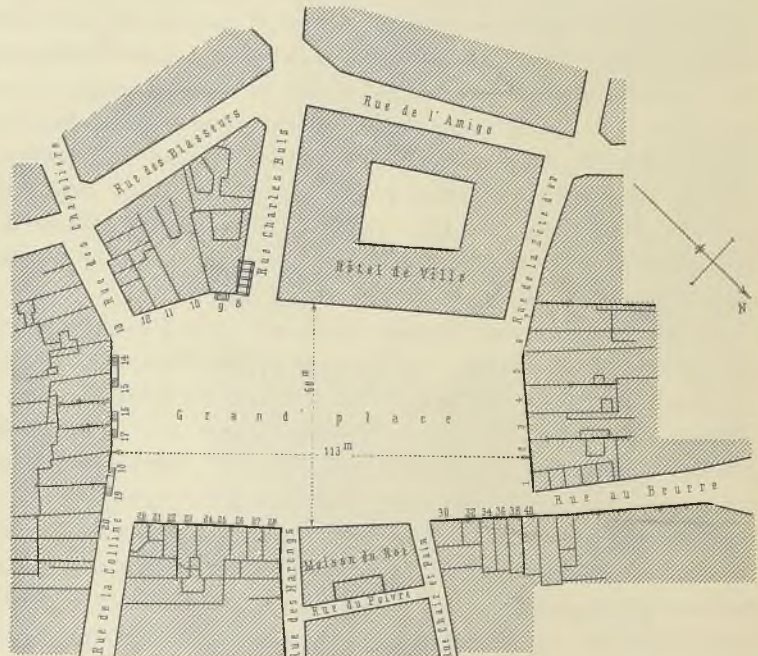 Rue de l'Amigo
Rue des Brasseurs
Rue des Chapeliers
Rue Charles Buls
Hôtel de Ville
Rue de la Tête d'or
N
13
12
11
10
9
8
14
15
16
17
18
19
20
6
5
4
3
2
1
68 m
Grand' place
113 m
20 21 22 23 24 25 26 27 28
30 32 34 36 38 40
Rue au Beurre
Maison du Roi
Rue du Poivre
Rue de la Colline
Rue des Harengs
Rue Chair et Pain